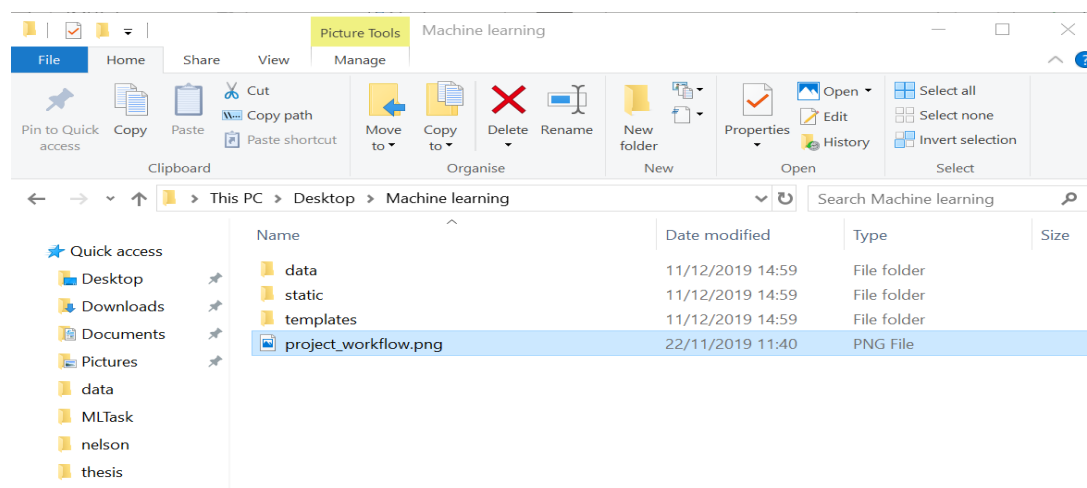 Picture Tools Machine learning
File Home Share View Manage
Pin to Quick access
Copy
Paste
Cut
Copy path
Paste shortcut
Clipboard
Move to
Copy to
Delete
Rename
Organise
New folder
New
Properties
Open
Edit
History
Open
Select all
Select none
Invert selection
Select
This PC > Desktop > Machine learning
Search Machine learning
Name Date modified Type Size
Quick access
Desktop
Downloads
Documents
Pictures
data
MLTask
nelson
thesis
data 11/12/2019 14:59 File folder
static 11/12/2019 14:59 File folder
templates 11/12/2019 14:59 File folder
project_workflow.png 22/11/2019 11:40 PNG File